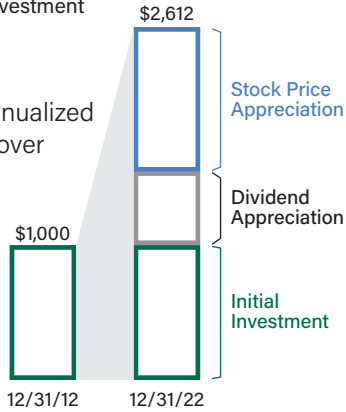 vestment
$2,612
nualized
over
Stock Price
Appreciation
Dividend
Appreciation
$1,000
Initial
Investment
12/31/12
12/31/22